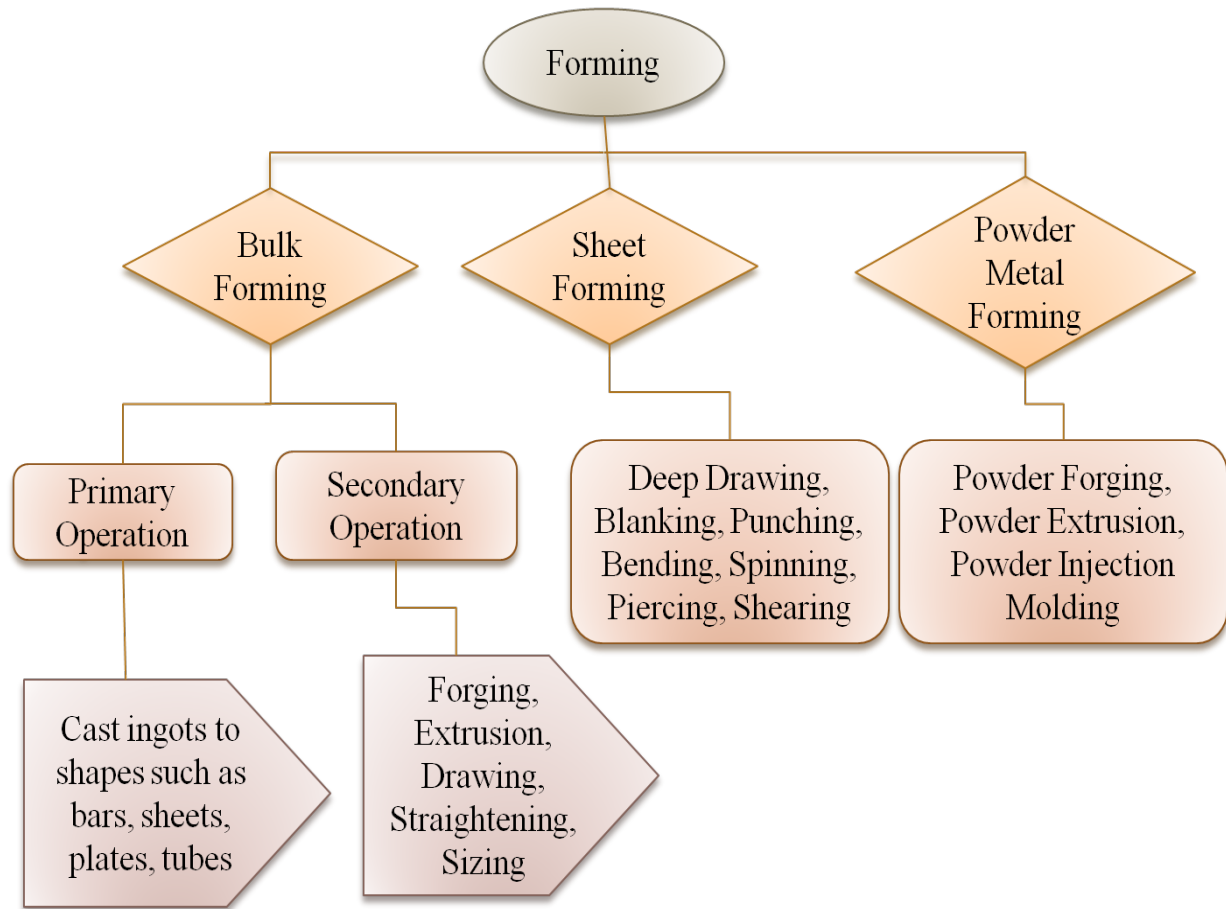 Forming
Bulk
Forming
Sheet
Forming
Powder
Metal
Forming
Primary
Operation
Secondary
Operation
Deep Drawing,
Blanking, Punching,
Bending, Spinning,
Piercing, Shearing
Powder Forging,
Powder Extrusion,
Powder Injection
Molding
Cast ingots to
shapes such as
bars, sheets,
plates, tubes
Forging,
Extrusion,
Drawing,
Straightening,
Sizing